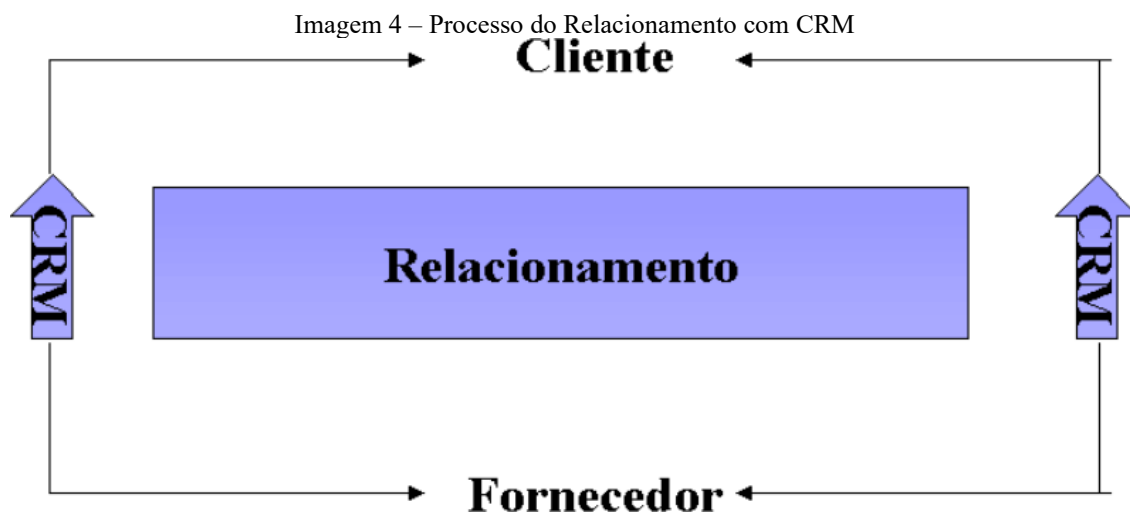 Imagem 4 – Processo do Relacionamento com CRM
Cliente
CRM
Relacionamento
CRM
Fornecedor